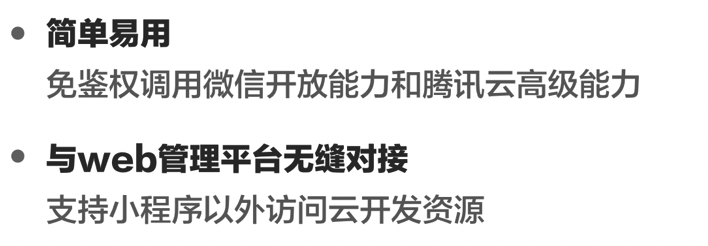 简单易用
免鉴权调用微信开放能力和腾讯云高级能力
与web管理平台无缝对接
支持小程序以外访问云开发资源